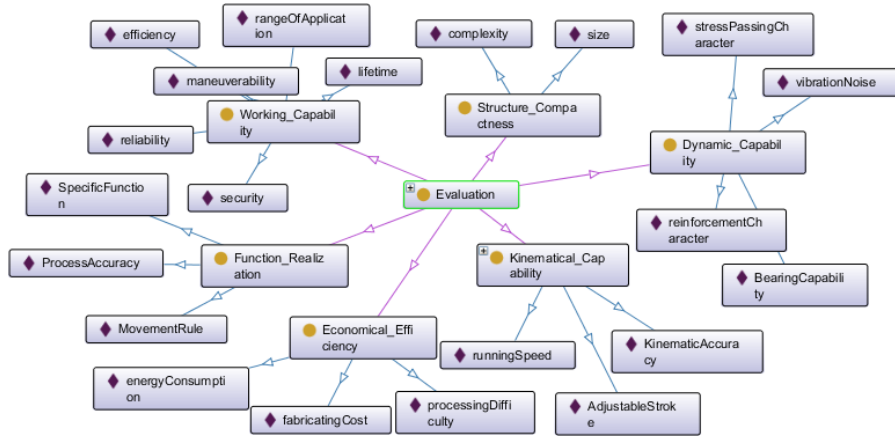 rangeOfApplicat
ion
efficiency
complexity
size
stressPassingCh
aracter
maneuverability
lifetime
vibrationNoise
Working_Capabil
ity
Structure_Compa
ctness
reliability
Dynamic_Capabil
ity
SpecificFunctio
n
security
Evaluation
reinforcementCh
aracter
ProcessAccuracy
Function_Realiz
ation
Kinematical_Cap
ability
BearingCapabili
ty
MovementRule
Economical_Effi
ciency
runningSpeed
KinematicAccura
cy
energyConsumpti
on
fabricatingCost
processingDiffi
culty
AdjustableStrok
e